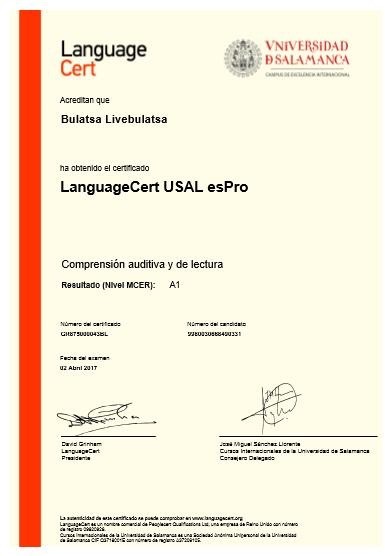 Language
Cert
VNIVERSIDAD
D SALAMANCA
CAMPUS DE EXCELENCIA INTERNACIONAL
Acreditan que
Bulatsa Livebulatsa
ha obtenido el certificado
LanguageCert USAL esPro
Comprensión auditiva y de lectura
Resultado (Nivel MCER): A1
Número del certificado
Número del candidato
GR875000043BL
9980030668490331
Fecha del examen
02 Abril 2017
David Grinham
LanguageCert
Presidente
José Miguel Sánchez Llorente
Cursos Internacionales de la Universidad de Salamanca
Consejero Delegado
La autenticidad de este certificado se puede comprobar en www.languagecert.org
LanguageCert es un nombre comercial de Peoplecert Qualifications Ltd, una empresa de Reino Unido con número
de registro 09620926.
Cursos Internacionales de la Universidad de Salamanca es una Sociedad Anónima Unipersonal de la Universidad
de Salamanca CIF con número de registro